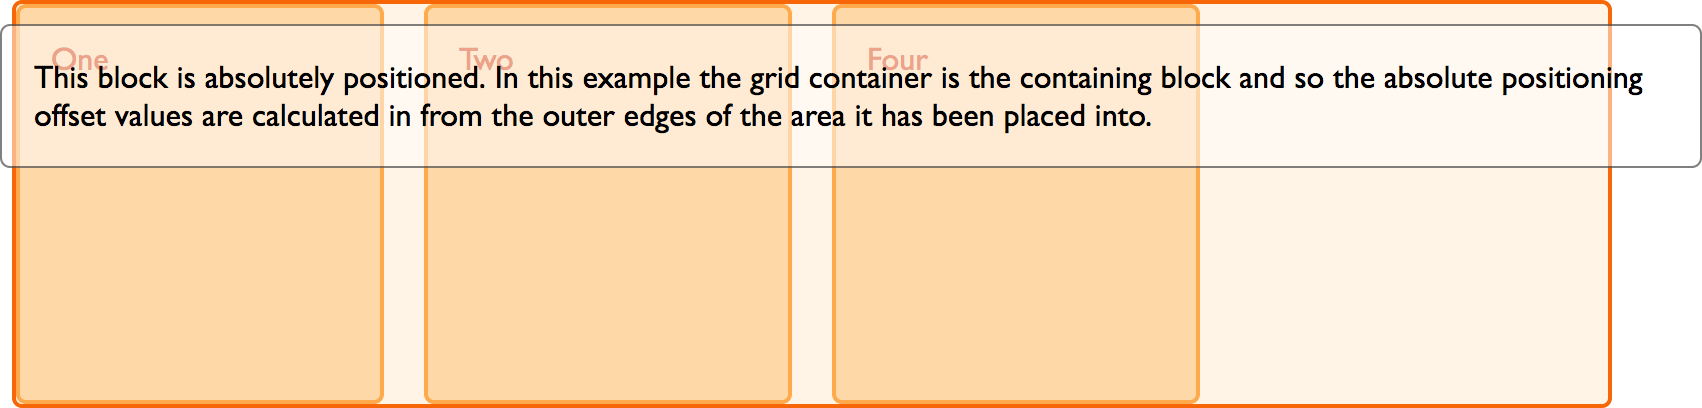 One
Two
Four
This block is absolutely positioned. In this example the grid container is the containing block and so the absolute positioning
offset values are calculated in from the outer edges of the area it has been placed into.